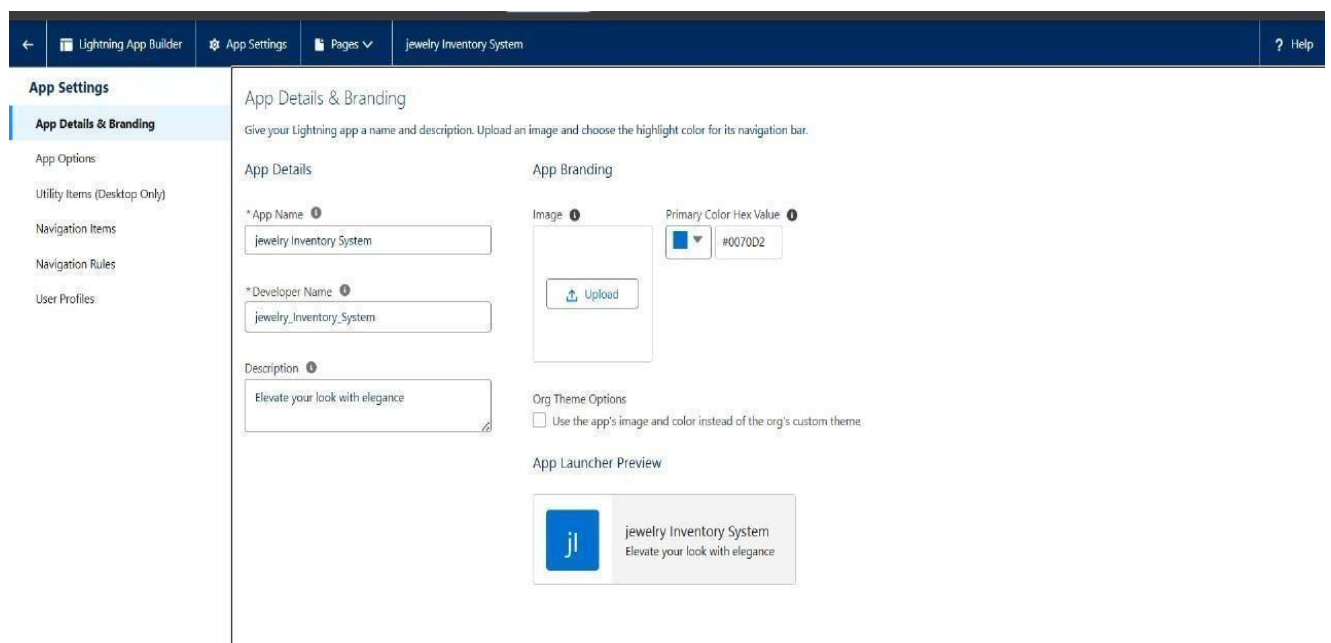 Lightning App Builder
App Settings
Pages
jewelry Inventory System
? Help
App Settings
App Details & Branding
App Options
Utility Items (Desktop Only)
Navigation Items
Navigation Rules
User Profiles
App Details & Branding
Give your Lightning app a name and description. Upload an image and choose the highlight color for its navigation bar.
App Details
*App Name
jewelry Inventory System
*Developer Name
jewelry_Inventory_System
Description
Elevate your look with elegance
App Branding
Image
Upload
Primary Color Hex Value
#0070D2
Org Theme Options
Use the app's image and color instead of the org's custom theme
App Launcher Preview
jI
jewelry Inventory System
Elevate your look with elegance